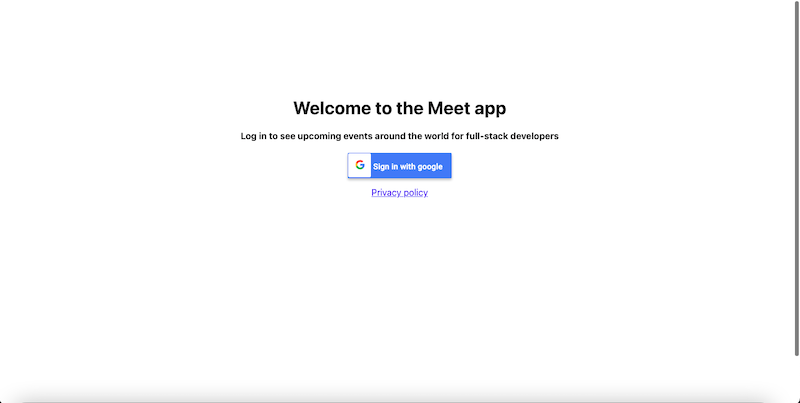 Welcome to the Meet app
Log in to see upcoming events around the world for full-stack developers
Sign in with google
Privacy policy